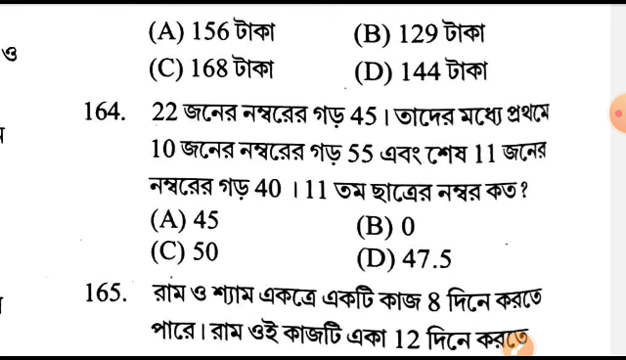 (A) 156 টাকা (B) 129 টাকা
ও
(C) 168 টাকা (D) 144 টাকা
164. 22 জনের নম্বরের গড় 45। তাদের মধ্যে প্রথমে
10 জনের নম্বরের গড় 55 এবং শেষ 11 জনের
নম্বরের গড় 40 । 11 তম ছাত্রের নম্বর কত?
(A) 45 (B) 0
(C) 50 (D) 47.5
165. রাম ও শ্যাম একত্রে একটি কাজ 8 দিনে করতে
পারে। রাম ওই কাজটি একা 12 দিনে করতে